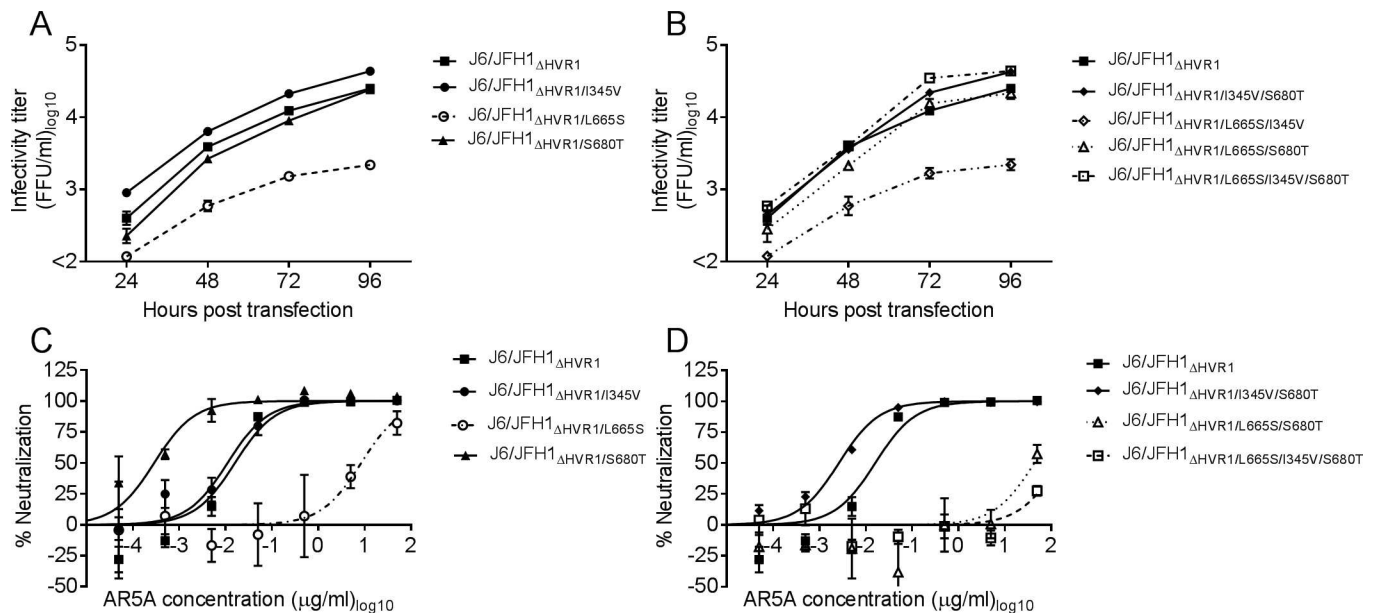 A
Infectivity titer
(FFU/ml)log10
5
4
3
<2
24 48 72 96
Hours post transfection
J6/JFH1ΔHVR1
J6/JFH1ΔHVR1/I345V
J6/JFH1ΔHVR1/L665S
J6/JFH1ΔHVR1/S680T
B
Infectivity titer
(FFU/ml)log10
5
4
3
<2
24 48 72 96
Hours post transfection
J6/JFH1ΔHVR1
J6/JFH1ΔHVR1/I345V/S680T
J6/JFH1ΔHVR1/L665S/I345V
J6/JFH1ΔHVR1/L665S/S680T
J6/JFH1ΔHVR1/L665S/I345V/S680T
C
% Neutralization
125
100
75
50
25
0
-25
-50
-4 -3 -2 -1 0 1 2
AR5A concentration (µg/ml)log10
J6/JFH1ΔHVR1
J6/JFH1ΔHVR1/I345V
J6/JFH1ΔHVR1/L665S
J6/JFH1ΔHVR1/S680T
D
% Neutralization
125
100
75
50
25
0
-25
-50
-4 -3 -2 -1 0 1 2
AR5A concentration (µg/ml)log10
J6/JFH1ΔHVR1
J6/JFH1ΔHVR1/I345V/S680T
J6/JFH1ΔHVR1/L665S/S680T
J6/JFH1ΔHVR1/L665S/I345V/S680T